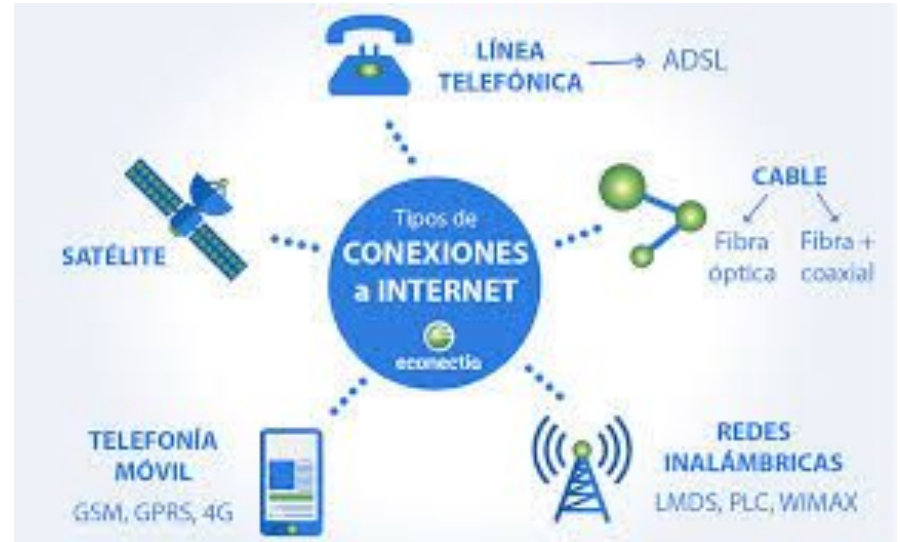 LÍNEA
TELEFÓNICA
ADSL
CABLE
Fibra
óptica
Fibra +
coaxial
SATÉLITE
Tipos de
CONEXIONES
a INTERNET
econectia
TELEFONÍA
MÓVIL
GSM, GPRS, 4G
REDES
INALÁMBRICAS
LMDS, PLC, WIMAX